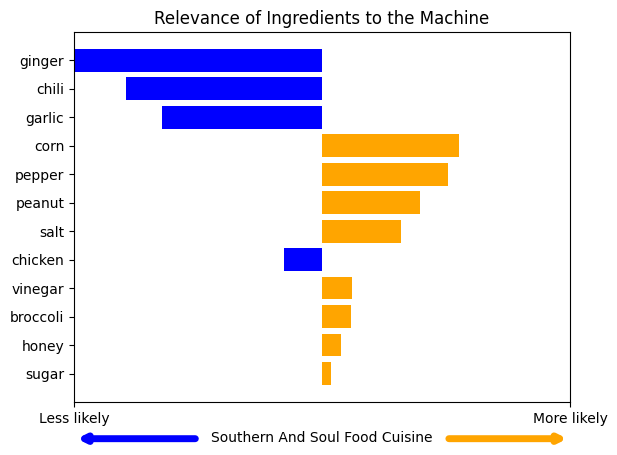 Relevance of Ingredients to the Machine
ginger
chili
garlic
corn
pepper
peanut
salt
chicken
vinegar
broccoli
honey
sugar
Less likely More likely
Southern And Soul Food Cuisine